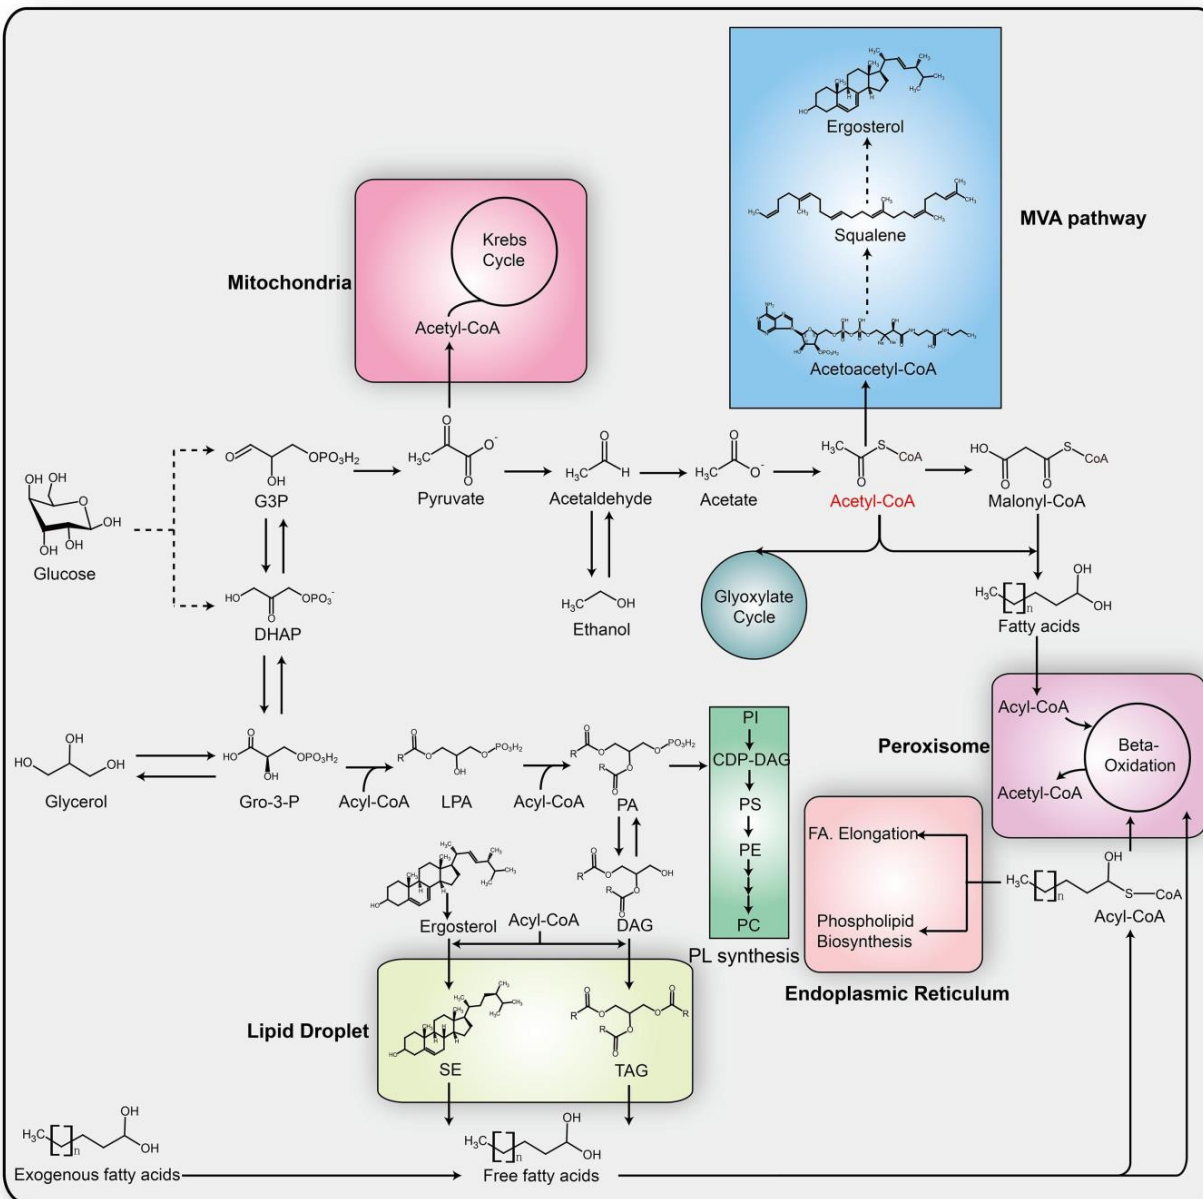 Ergosterol
Squalene
Acetoacetyl-CoA
MVA pathway
Mitochondria
Krebs
Cycle
Acetyl-CoA
Glucose
G3P
Pyruvate
Acetaldehyde
Acetate
Acetyl-CoA
Malonyl-CoA
DHAP
Ethanol
Glyoxylate
Cycle
Fatty acids
Glycerol
Gro-3-P
Acyl-CoA
LPA
Acyl-CoA
PA
PI
CDP-DAG
PS
PE
PC
PL synthesis
Peroxisome
Acyl-CoA
Beta-
Oxidation
Acetyl-CoA
FA. Elongation
Phospholipid
Biosynthesis
Endoplasmic Reticulum
Acyl-CoA
Ergosterol
Acyl-CoA
DAG
Lipid Droplet
SE
TAG
Exogenous fatty acids
Free fatty acids